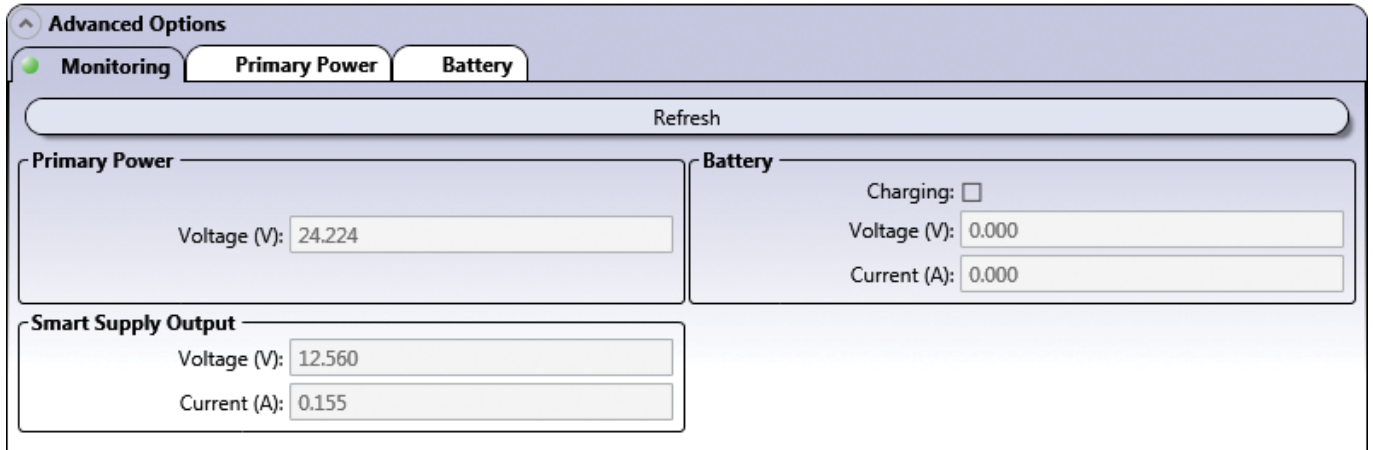 Advanced Options
Monitoring Primary Power Battery
Refresh
Primary Power
Voltage (V): 24.224
Battery
Charging:
Voltage (V): 0.000
Current (A): 0.000
Smart Supply Output
Voltage (V): 12.560
Current (A): 0.155